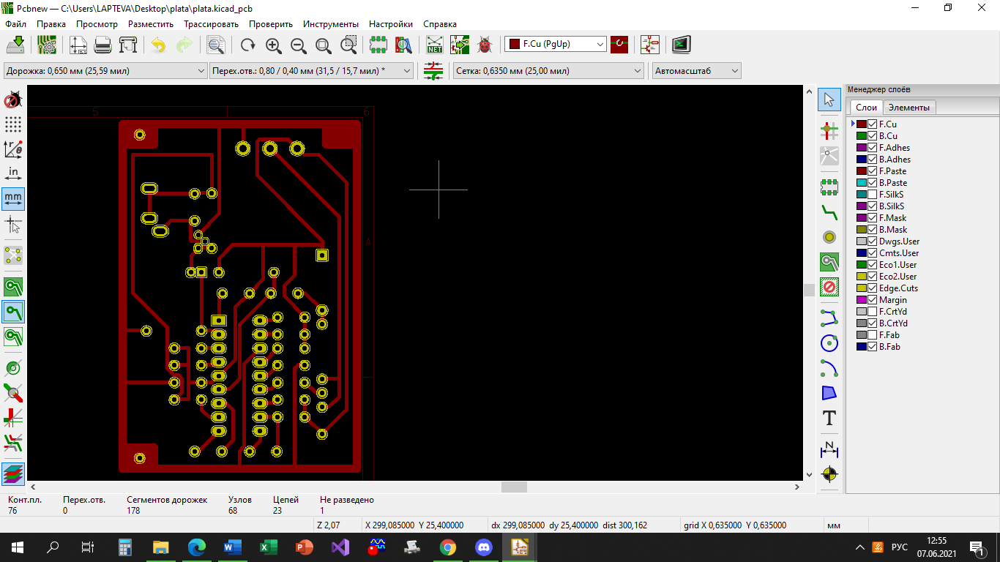 Pcbnew — C:\Users\LAPTEVA\Desktop\plata\plata.kicad_pcb
Файл Правка Просмотр Разместить Трассировать Проверить Инструменты Настройки Справка
NET
F.Cu (PgUp)
Дорожка: 0,650 мм (25,59 мил)
Перех.отв.: 0,80 / 0,40 мм (31,5 / 15,7 мил) *
Сетка: 0,6350 мм (25,00 мил)
Автомасштаб
in
mm
5
6
A
T
N
Менеджер слоёв
Слои Элементы
F.Cu
B.Cu
F.Adhes
B.Adhes
F.Paste
B.Paste
F.SilkS
B.SilkS
F.Mask
B.Mask
Dwgs.User
Cmts.User
Eco1.User
Eco2.User
Edge.Cuts
Margin
F.CrtYd
B.CrtYd
F.Fab
B.Fab
Конт.пл. Перех.отв. Сегментов дорожек Узлов Цепей Не разведено
76 0 178 68 23 1
Z 2,07 X 299,085000 Y 25,400000 dx 299,085000 dy 25,400000 dist 300,162 grid X 0,635000 Y 0,635000 мм
РУС
12:55
07.06.2021
1